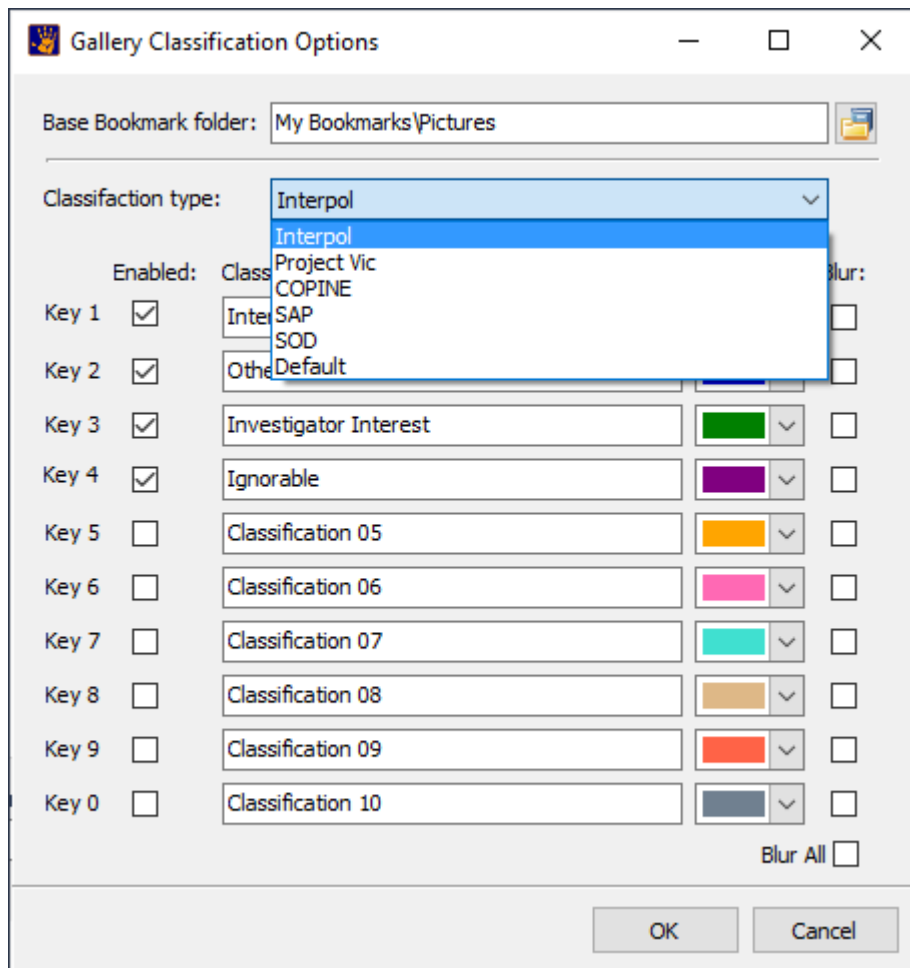 Gallery Classification Options
Base Bookmark folder: My Bookmarks\Pictures
Classifaction type: Interpol
Interpol
Project Vic
COPINE
SAP
SOD
Default
Enabled:
Key 1
Key 2
Key 3 Investigator Interest
Key 4 Ignorable
Key 5 Classification 05
Key 6 Classification 06
Key 7 Classification 07
Key 8 Classification 08
Key 9 Classification 09
Key 0 Classification 10
Blur All
OK Cancel